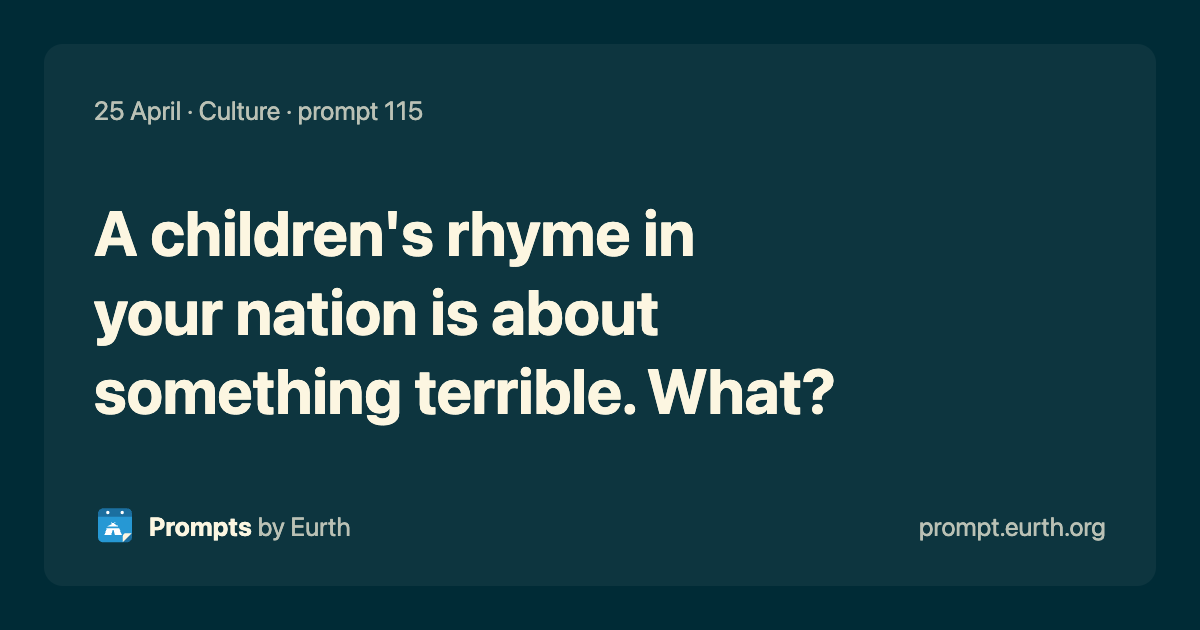 25 April · Culture · prompt 115
A children's rhyme in
your nation is about
something terrible. What?
Prompts by Eurth
prompt.eurth.org